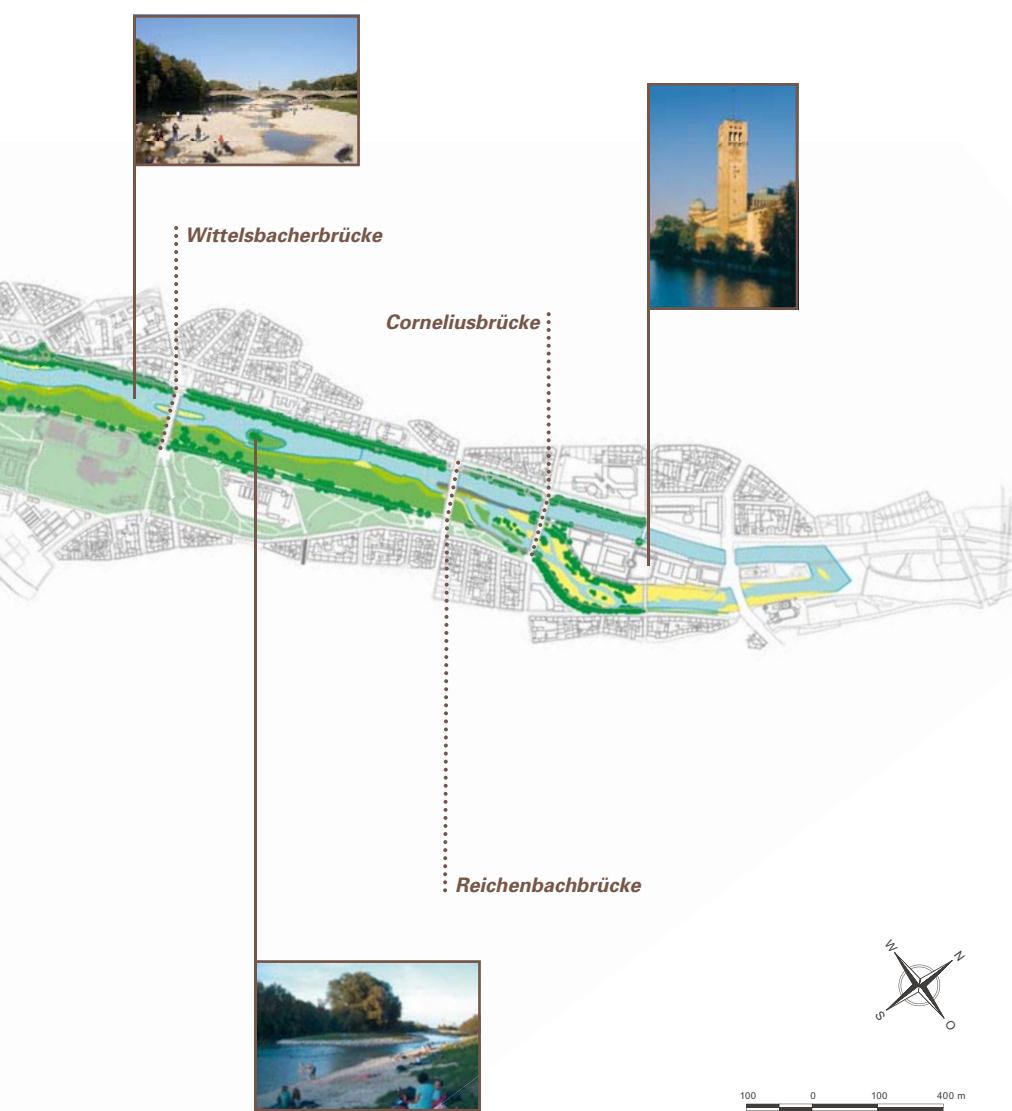 Wittelsbacherbrücke
Corneliusbrücke
Reichenbachbrücke
W
N
S
O
100 0 100 400 m